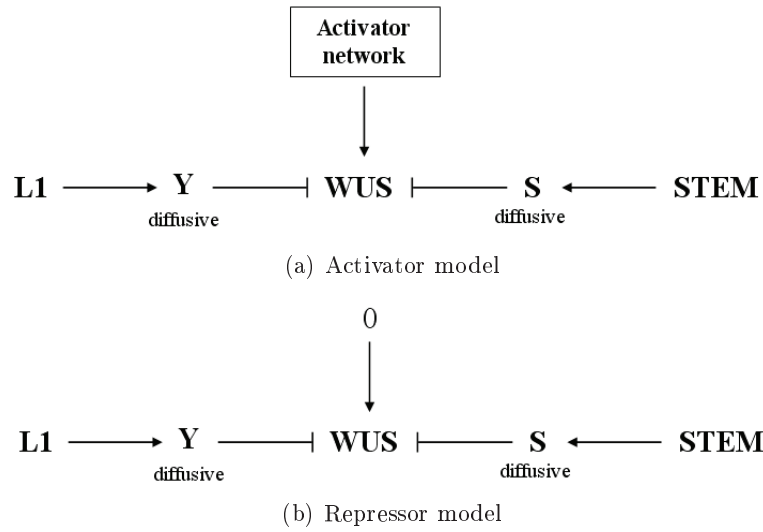 Activator
network
L1 Y WUS S STEM
diffusive diffusive
(a) Activator model
0
L1 Y WUS S STEM
diffusive diffusive
(b) Repressor model